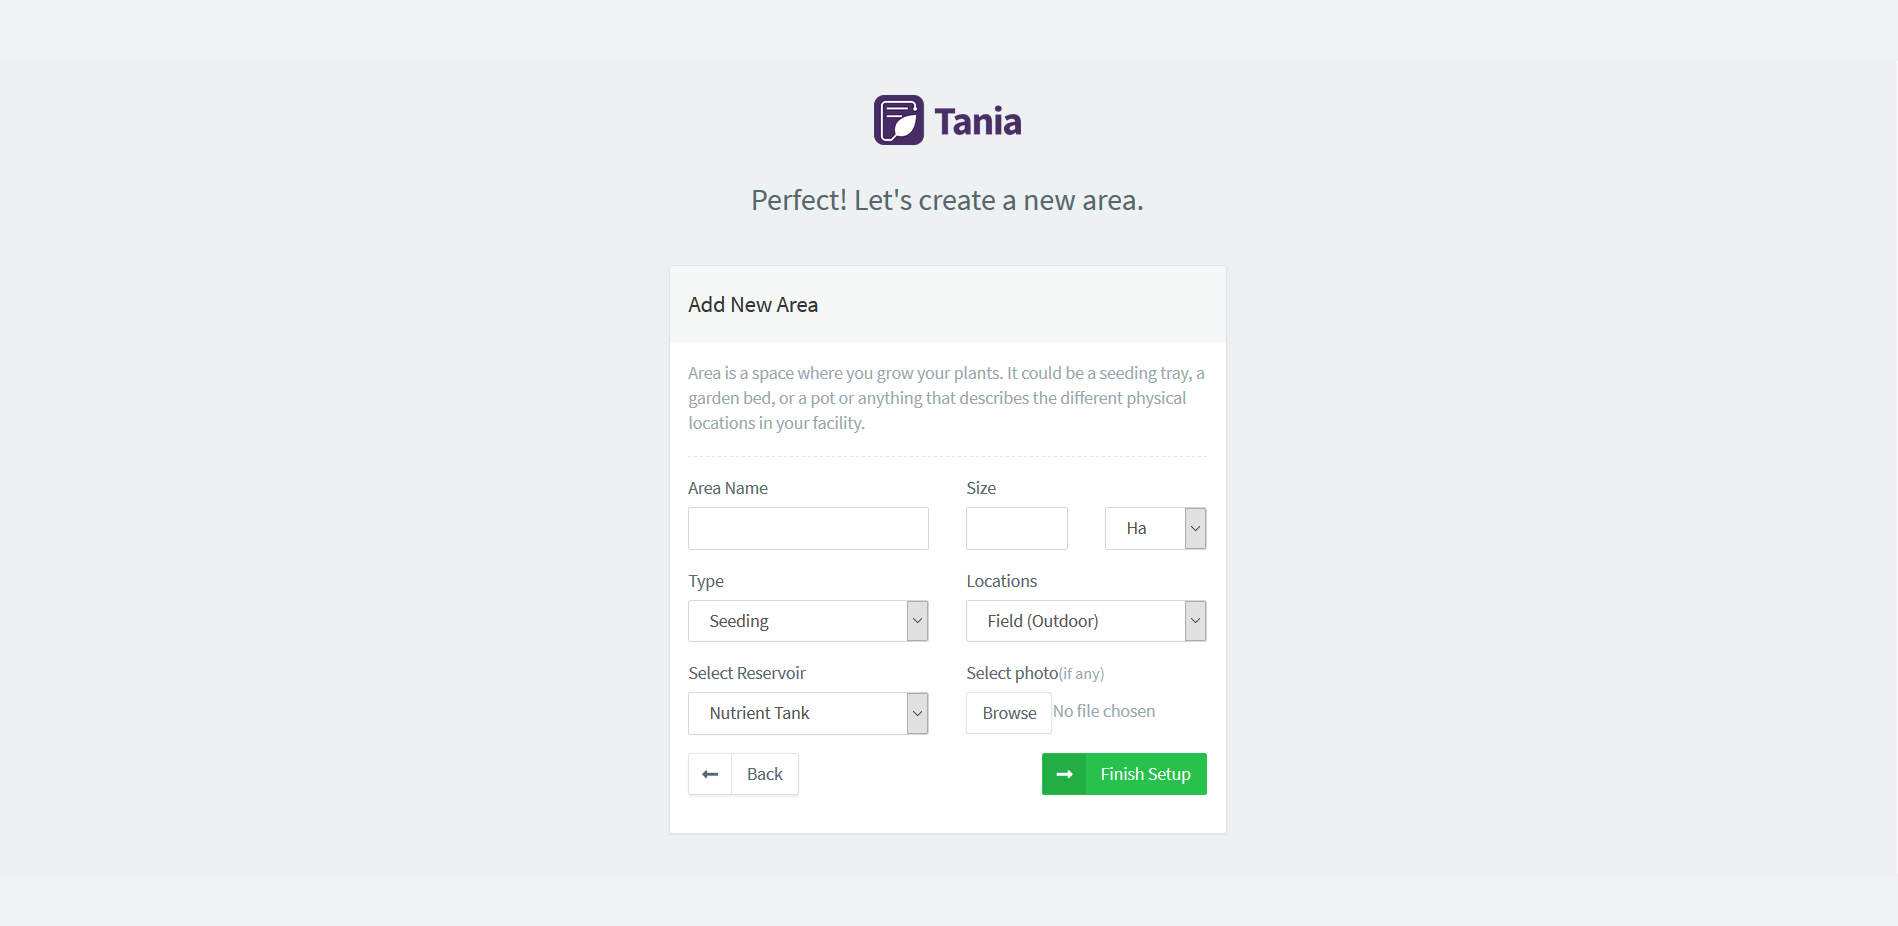 Tania
Perfect! Let's create a new area.
Add New Area
Area is a space where you grow your plants. It could be a seeding tray, a
garden bed, or a pot or anything that describes the different physical
locations in your facility.
Area Name
Size
Ha
Type
Locations
Seeding
Field (Outdoor)
Select Reservoir
Select photo(if any)
Nutrient Tank
Browse
No file chosen
Back
Finish Setup